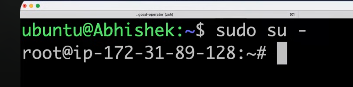 ubuntu@Abhishek:~$ sudo su -
root@ip-172-31-89-128:~#